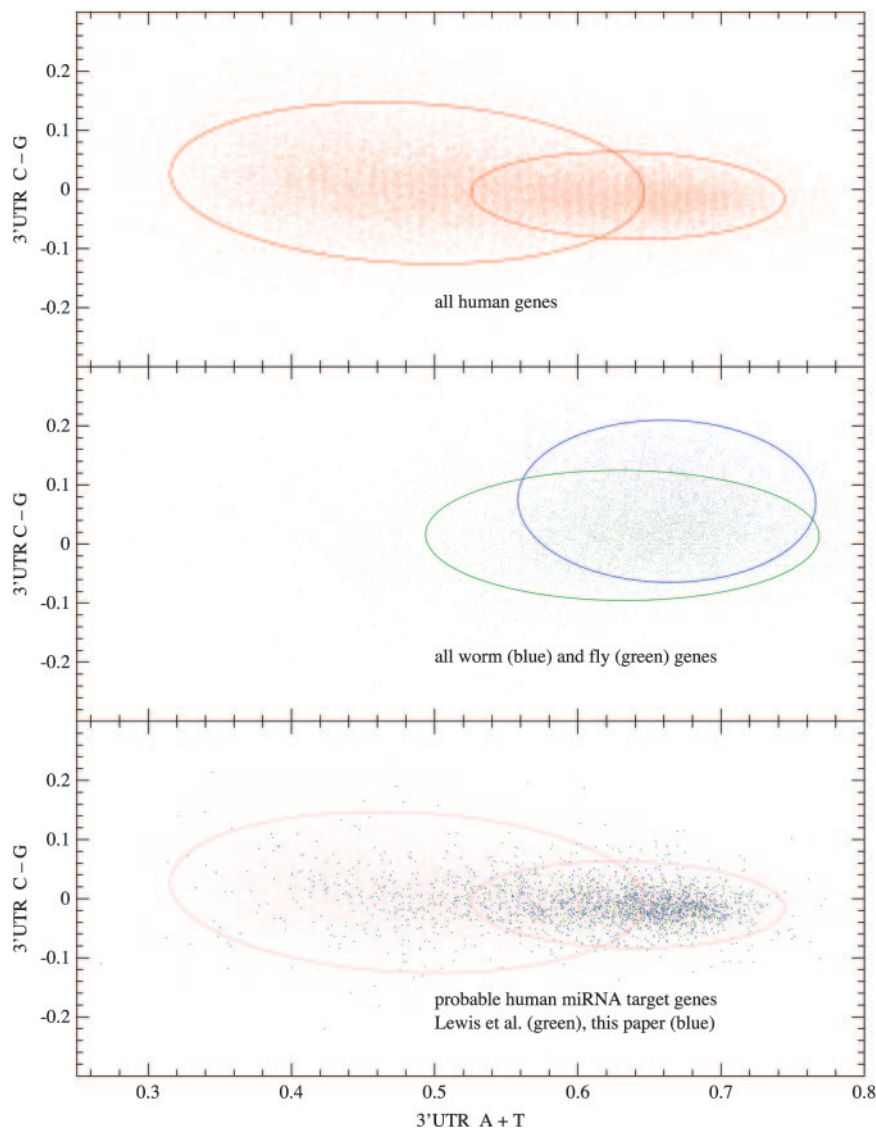 0.2
0.1
0
-0.1
-0.2
3'UTR C – G
all human genes
0.2
0.1
0
-0.1
-0.2
3'UTR C – G
all worm (blue) and fly (green) genes
0.2
0.1
0
-0.1
-0.2
3'UTR C – G
probable human miRNA target genes
Lewis et al. (green), this paper (blue)
0.3 0.4 0.5 0.6 0.7 0.8
3'UTR A + T